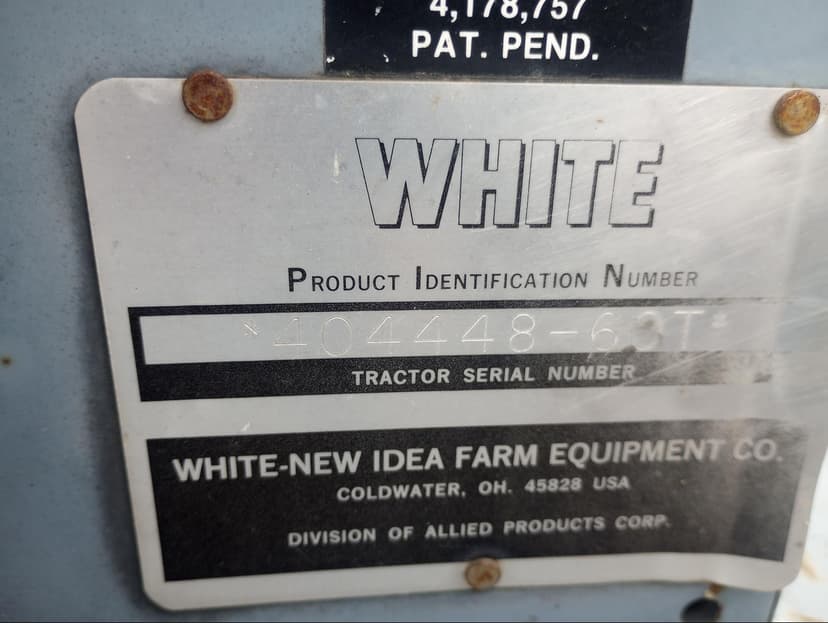 4,178,757
PAT. PEND.
WHITE
PRODUCT IDENTIFICATION NUMBER
*404448-63T*
TRACTOR SERIAL NUMBER
WHITE-NEW IDEA FARM EQUIPMENT CO.
COLDWATER, OH. 45828 USA
DIVISION OF ALLIED PRODUCTS CORP.